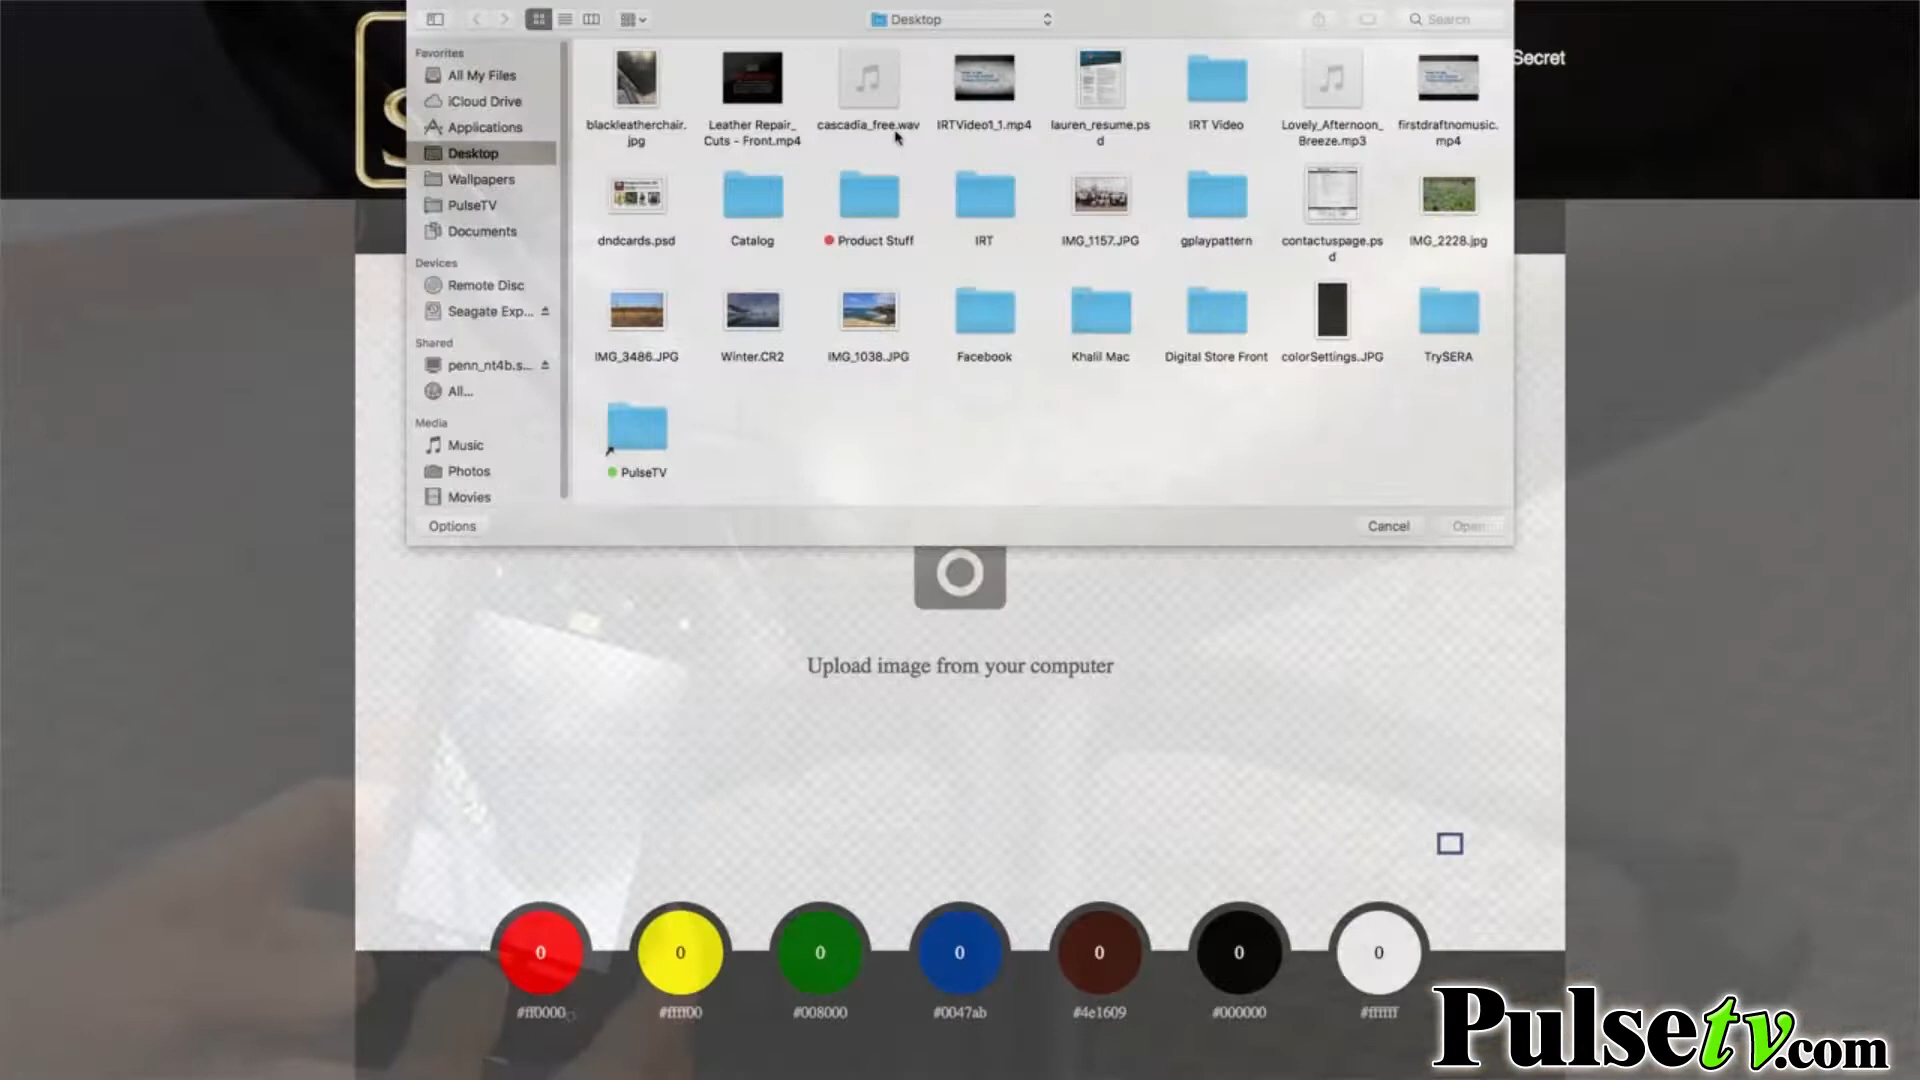 Desktop
Search
Secret
S
Favorites
All My Files
iCloud Drive
Applications
Desktop
Wallpapers
PulseTV
Documents
Devices
Remote Disc
Seagate Exp...
Shared
penn_nt4b.s...
All...
Media
Music
Photos
Movies
blackleatherchair.
jpg
Leather Repair_
Cuts - Front.mp4
cascadia_free.wav
IRTVideo1_1.mp4
lauren_resume.ps
d
IRT Video
Lovely_Afternoon_
Breeze.mp3
firstdraftnomusic.
mp4
dndcards.psd
Catalog
Product Stuff
IRT
IMG_1157.JPG
gplaypattern
contactuspage.ps
d
IMG_2228.jpg
IMG_3486.JPG
Winter.CR2
IMG_1038.JPG
Facebook
Khalil Mac
Digital Store Front
colorSettings.JPG
TrySERA
PulseTV
Options
Cancel
Open
Upload image from your computer
0
0
0
0
0
0
0
#ff0000
#ffff00
#008000
#0047ab
#4e1609
#000000
#ffffff
Pulsetv.com